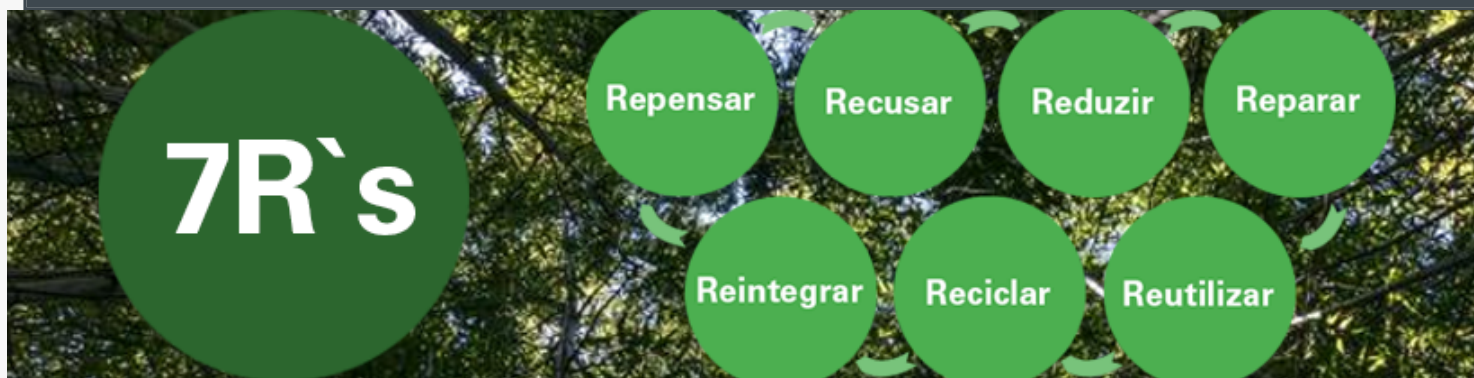 7R`s
Repensar
Recusar
Reduzir
Reparar
Reutilizar
Reciclar
Reintegrar